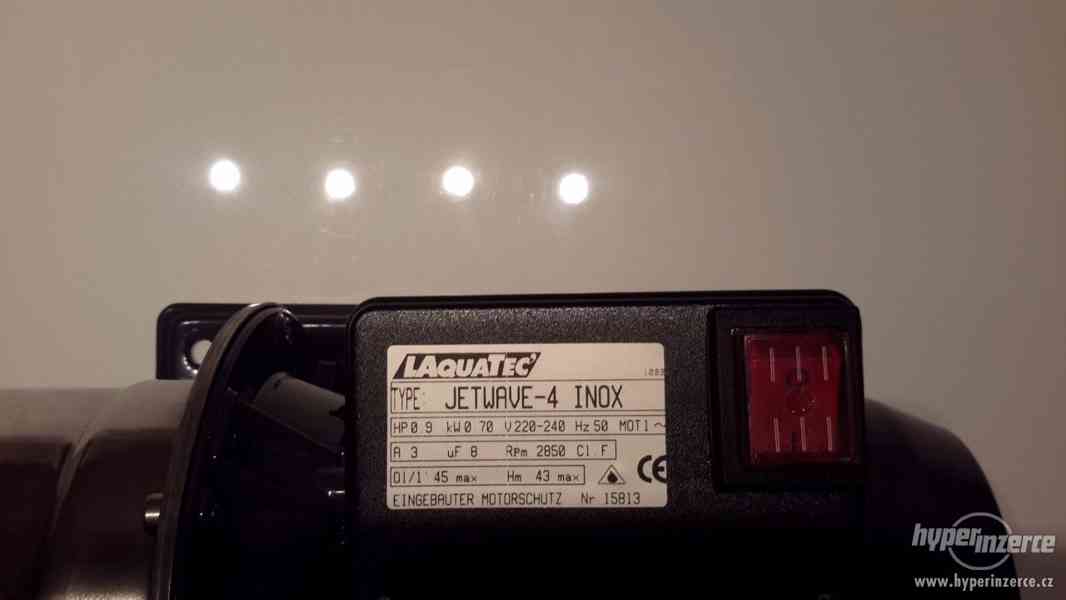 LAQUATEC
TYPE: JETWAVE-4 INOX
HP 0.9 kW 0.70 V 220-240 Hz 50 MOT 1 ~
A 3 uF 8 Rpm 2850 Cl. F
Ql/1' 45 max Hm 43 max CE
EINGEBAUTER MOTORSCHUTZ Nr 15813
hyperinzerce
www.hyperinzerce.cz